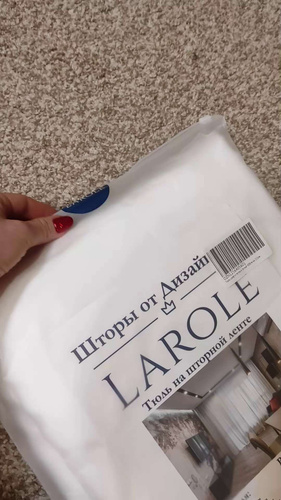 Шторы от Дизайн
LAROLE
Тюль на шторной ленте